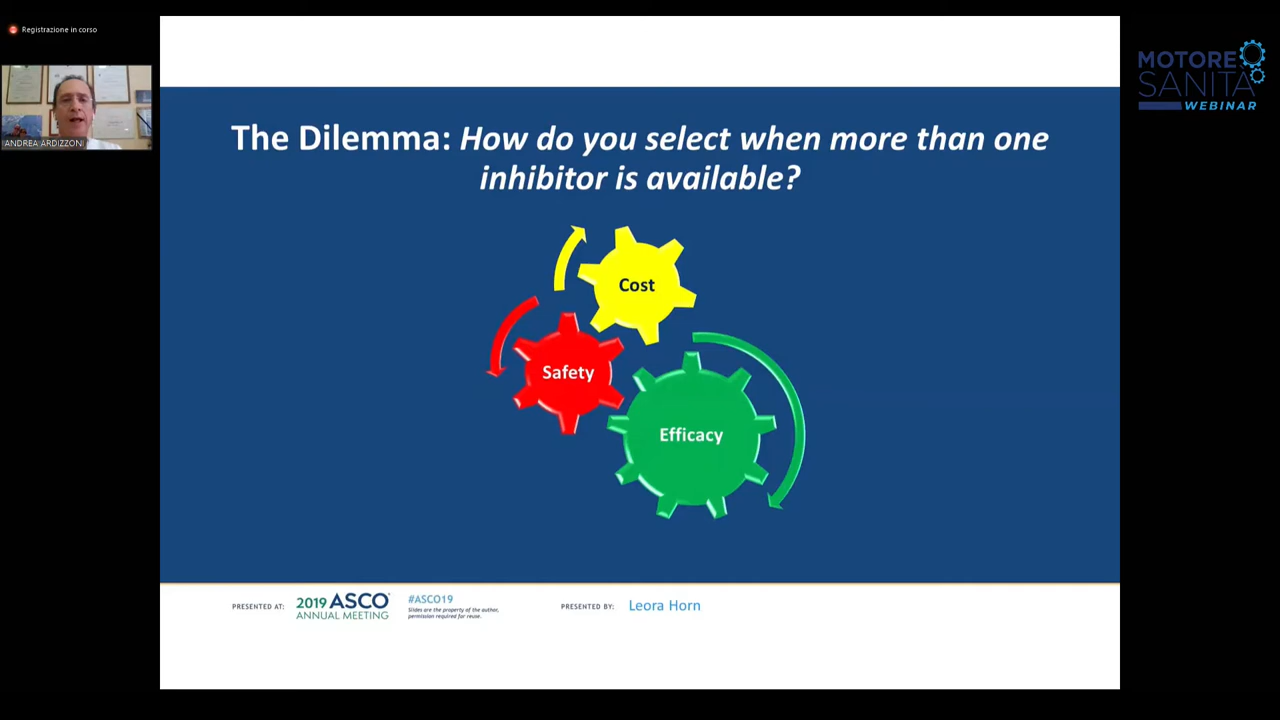 Registrazione in corso
ANDREA ARDIZZONI
MOTORE
SANITA
WEBINAR
The Dilemma: How do you select when more than one
inhibitor is available?
Cost
Safety
Efficacy
PRESENTED AT:
2019 ASCO
ANNUAL MEETING
#ASCO19
Slides are the property of the author,
permission required for reuse.
PRESENTED BY:
Leora Horn